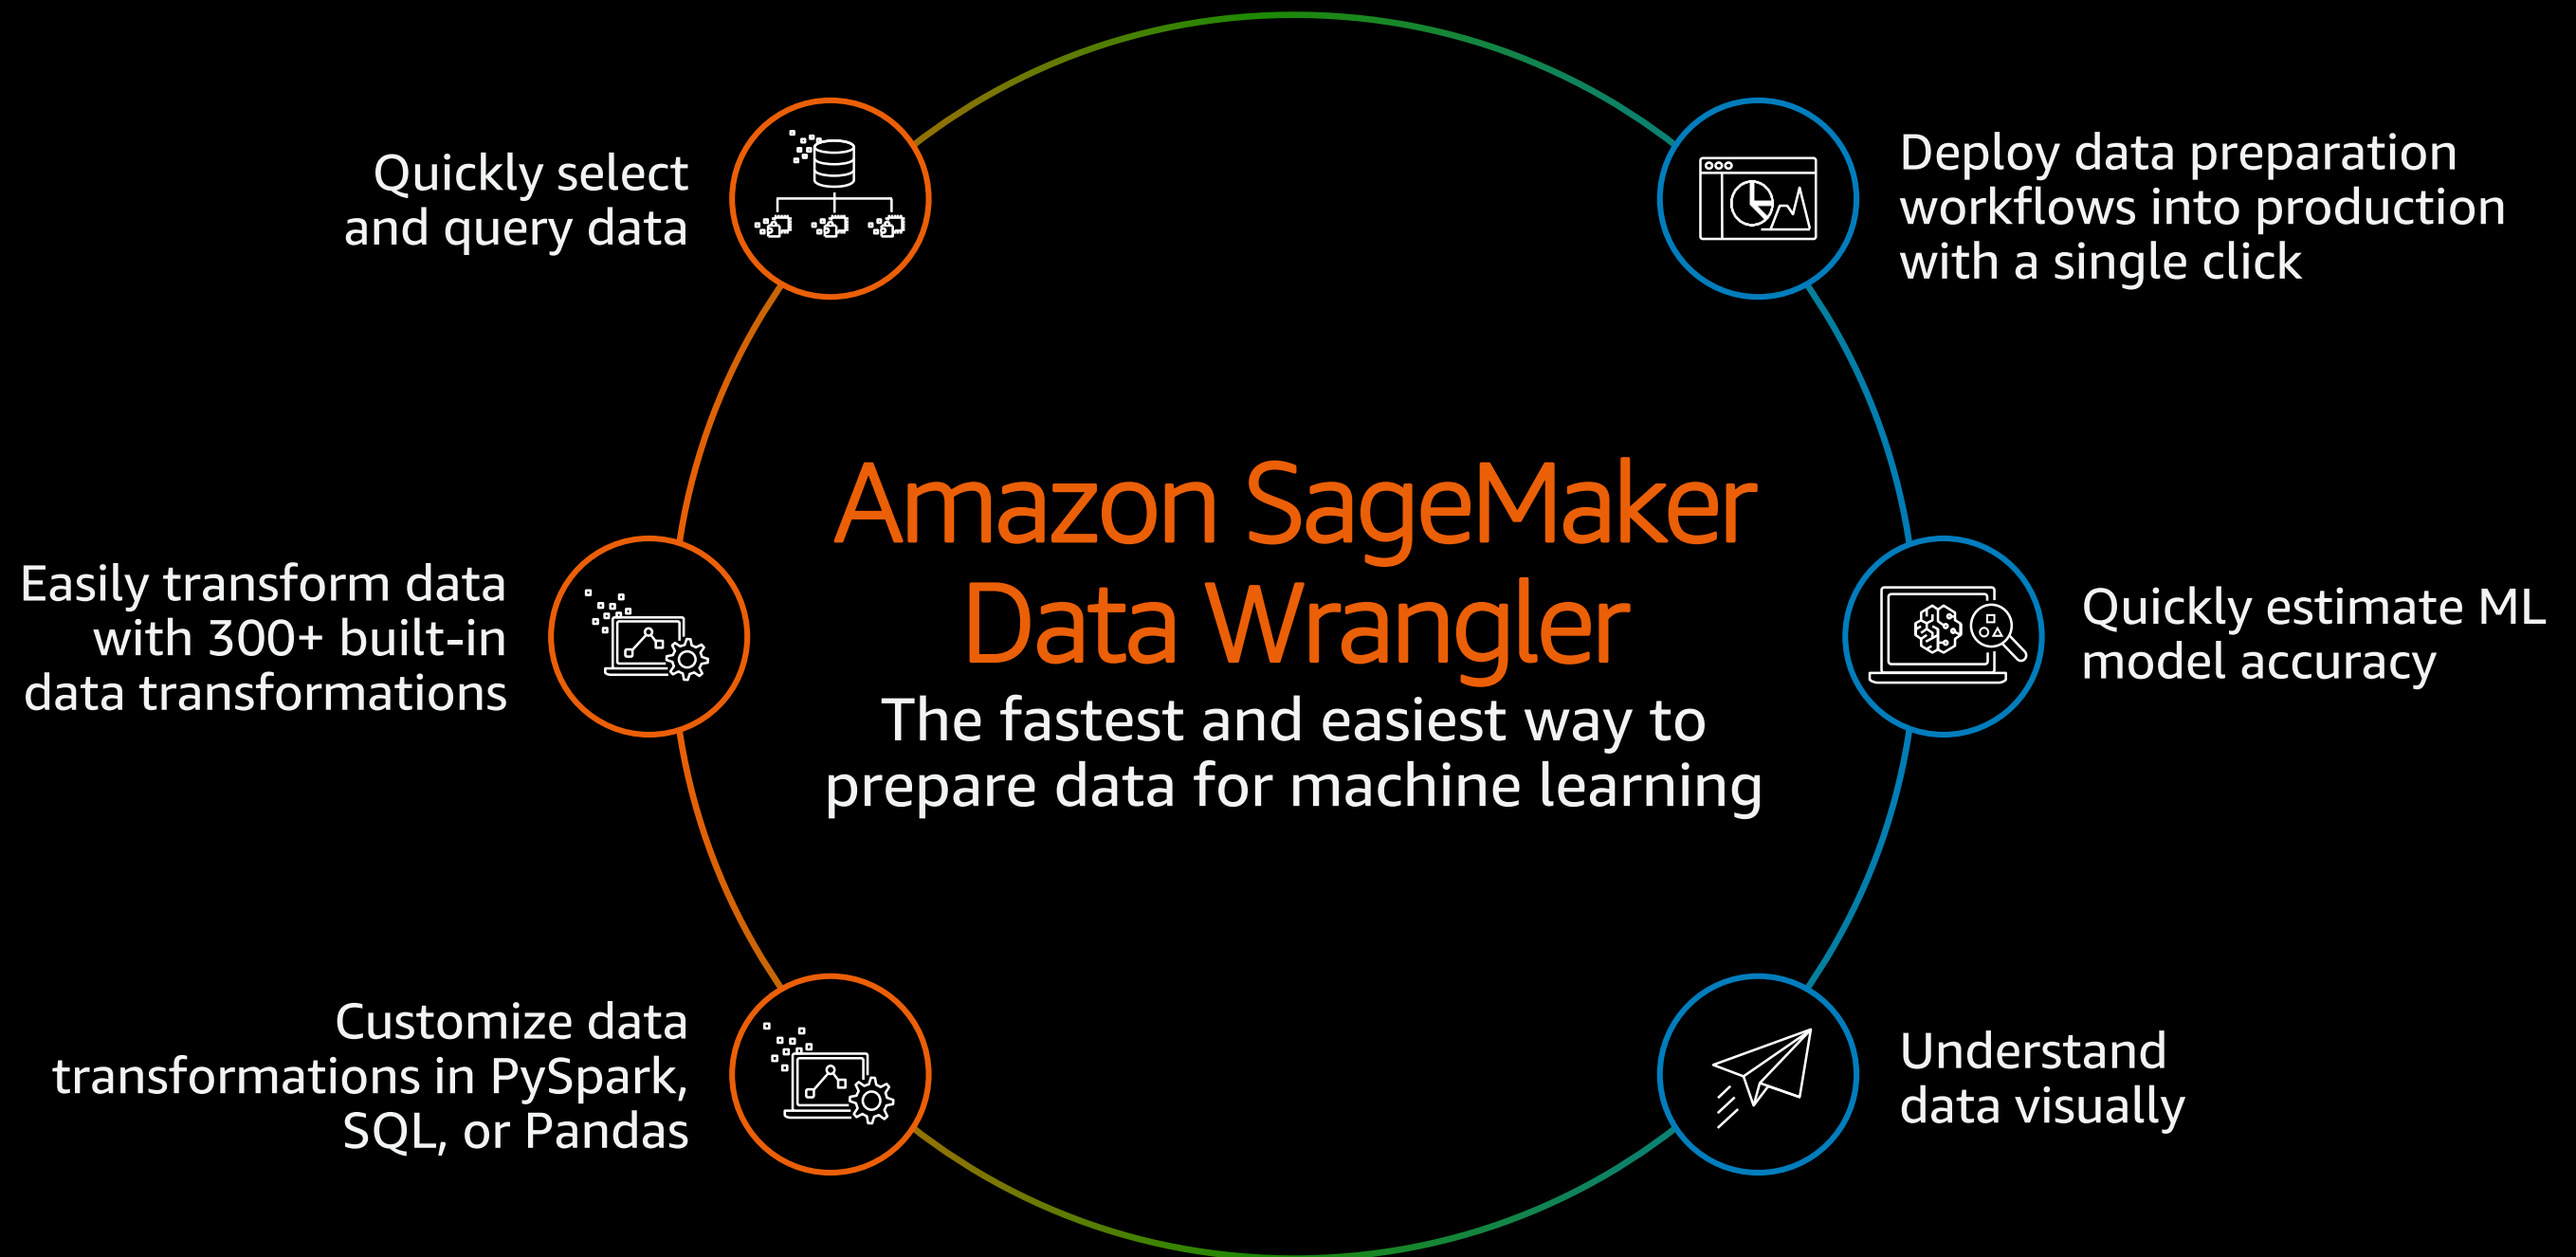 Quickly select
and query data
Easily transform data
with 300+ built-in
data transformations
Customize data
transformations in PySpark,
SQL, or Pandas
Amazon SageMaker
Data Wrangler
The fastest and easiest way to
prepare data for machine learning
Deploy data preparation
workflows into production
with a single click
Quickly estimate ML
model accuracy
Understand
data visually